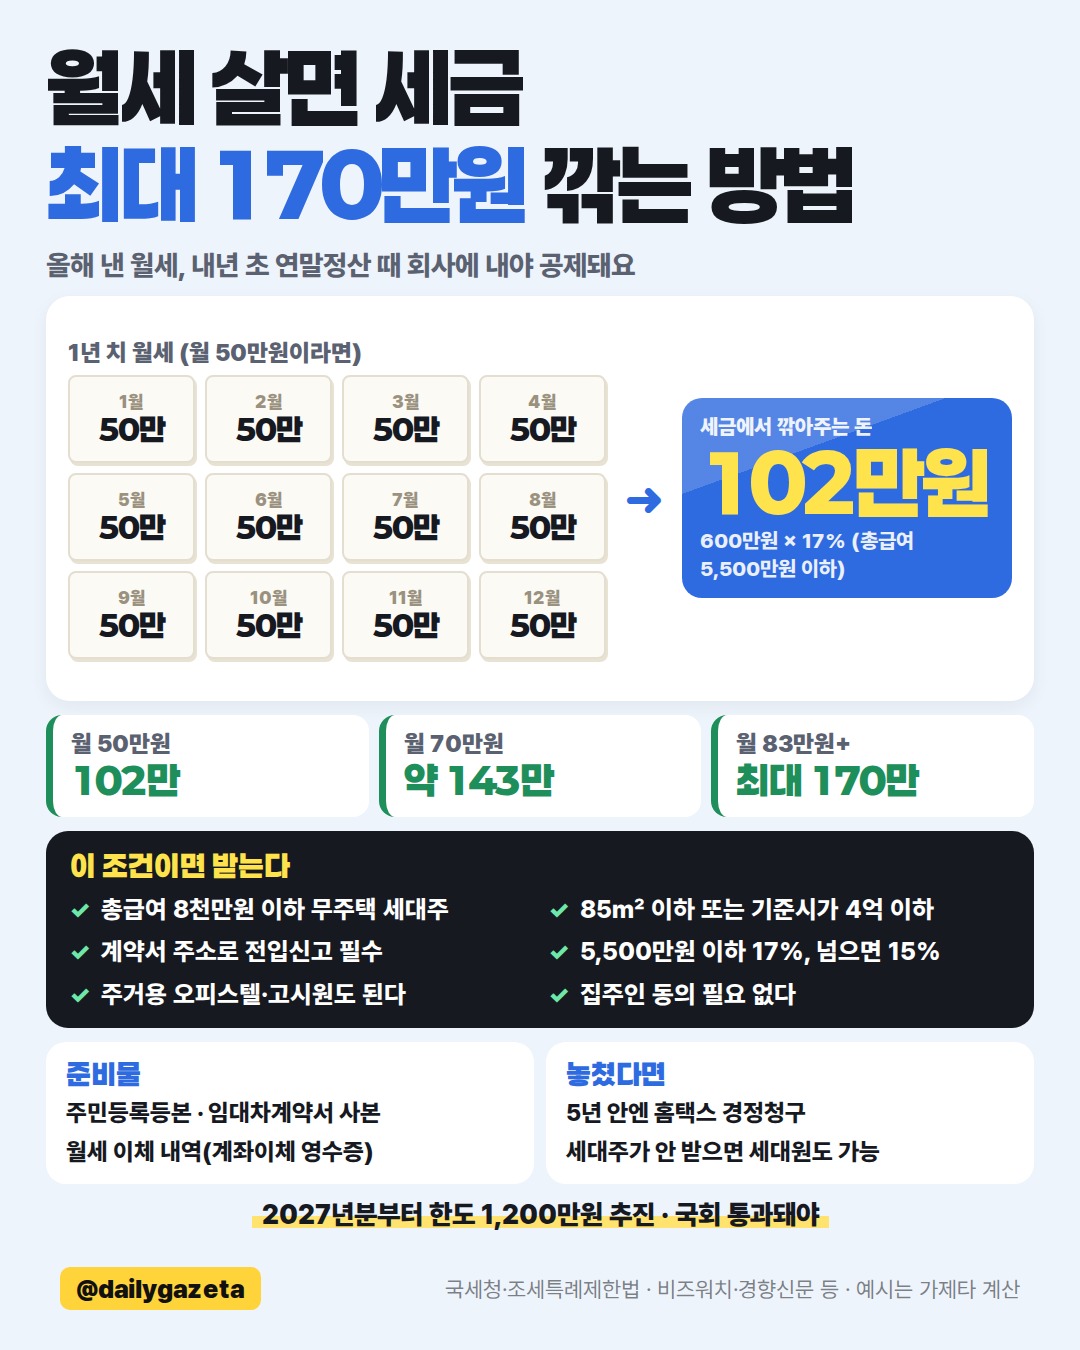 월세 살면 세금
최대 170만원 깎는 방법
올해 낸 월세, 내년 초 연말정산 때 회사에 내야 공제돼요
1년 치 월세 (월 50만원이라면)
1월
50만
2월
50만
3월
50만
4월
50만
5월
50만
6월
50만
7월
50만
8월
50만
9월
50만
10월
50만
11월
50만
12월
50만
➜
세금에서 깎아주는 돈
102만원
600만원 × 17% (총급여
5,500만원 이하)
월 50만원
102만
월 70만원
약 143만
월 83만원+
최대 170만
이 조건이면 받는다
✓ 총급여 8천만원 이하 무주택 세대주
✓ 85m² 이하 또는 기준시가 4억 이하
✓ 계약서 주소로 전입신고 필수
✓ 5,500만원 이하 17%, 넘으면 15%
✓ 주거용 오피스텔·고시원도 된다
✓ 집주인 동의 필요 없다
준비물
주민등록등본 · 임대차계약서 사본
월세 이체 내역(계좌이체 영수증)
놓쳤다면
5년 안엔 홈택스 경정청구
세대주가 안 받으면 세대원도 가능
2027년분부터 한도 1,200만원 추진 · 국회 통과돼야
@dailygazeta
국세청·조세특례제한법 · 비즈워치·경향신문 등 · 예시는 가제타 계산